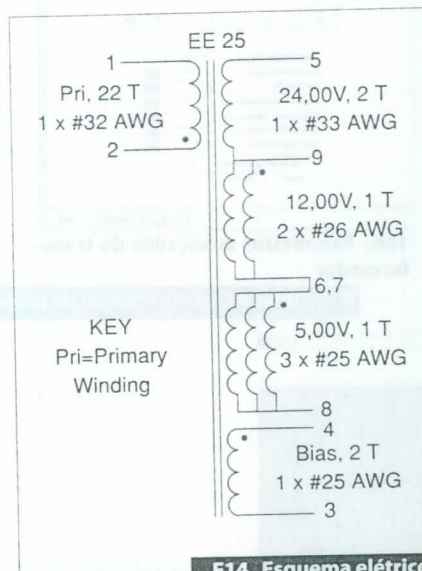 EE 25
1
Pri, 22 T
1 x #32 AWG
2
5
24,00V, 2 T
1 x #33 AWG
9
12,00V, 1 T
2 x #26 AWG
6,7
5,00V, 1 T
3 x #25 AWG
8
4
Bias, 2 T
1 x #25 AWG
3
KEY
Pri=Primary
Winding
F14. Esquema elétrico